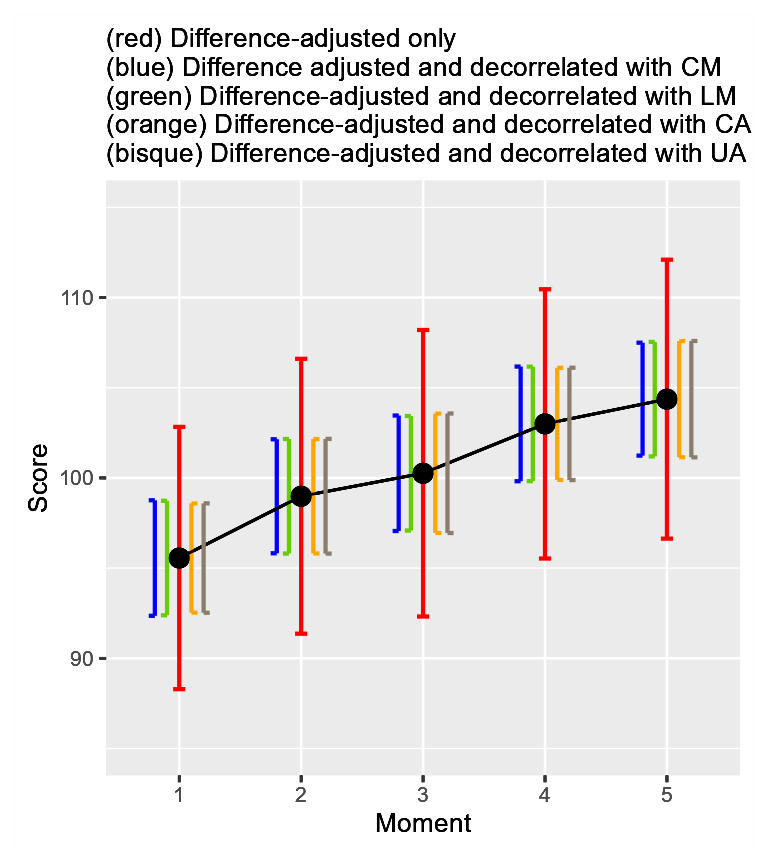 (red) Difference-adjusted only
(blue) Difference adjusted and decorrelated with CM
(green) Difference-adjusted and decorrelated with LM
(orange) Difference-adjusted and decorrelated with CA
(bisque) Difference-adjusted and decorrelated with UA
110
100
90
Score
1 2 3 4 5
Moment